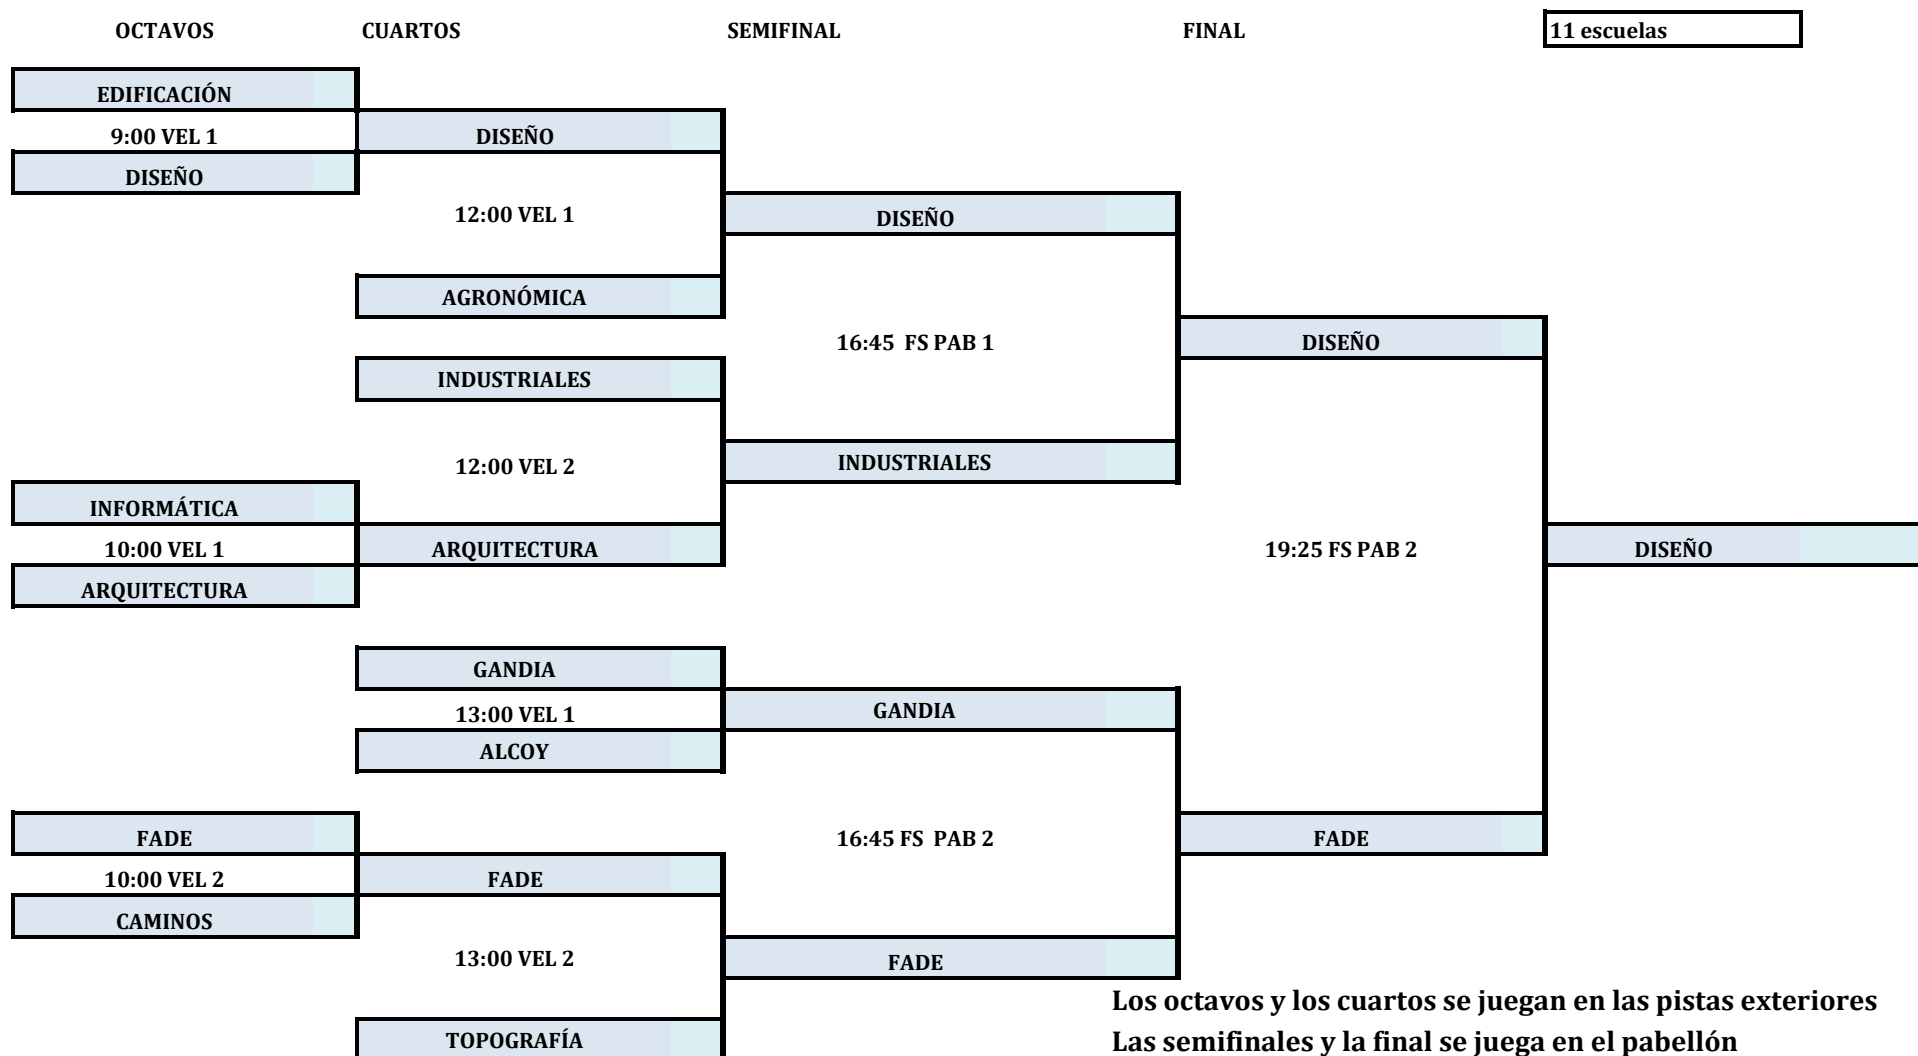 OCTAVOS CUARTOS SEMIFINAL FINAL 11 escuelas
EDIFICACIÓN
9:00 VEL 1 DISEÑO
DISEÑO
12:00 VEL 1 DISEÑO
AGRONÓMICA
16:45 FS PAB 1 DISEÑO
INDUSTRIALES
12:00 VEL 2 INDUSTRIALES
INFORMÁTICA
10:00 VEL 1 ARQUITECTURA 19:25 FS PAB 2 DISEÑO
ARQUITECTURA
GANDIA
13:00 VEL 1 GANDIA
ALCOY
FADE 16:45 FS PAB 2 FADE
10:00 VEL 2 FADE
CAMINOS
13:00 VEL 2 FADE
Los octavos y los cuartos se juegan en las pistas exteriores
TOPOGRAFÍA Las semifinales y la final se juega en el pabellón